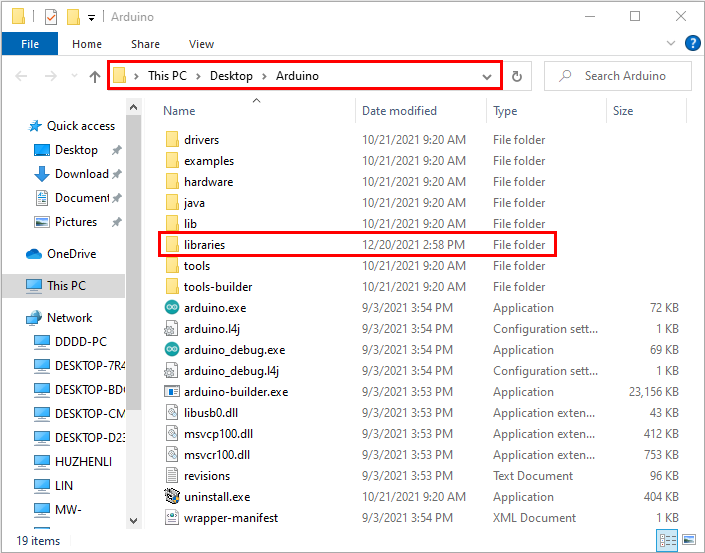 Arduino
File Home Share View
This PC Desktop Arduino Search Arduino
Quick access
Desktop
Download
Document
Pictures
OneDrive
This PC
Network
DDDD-PC
DESKTOP-7R4
DESKTOP-BD
DESKTOP-CM
DESKTOP-D23
HUZHENLI
LIN
MW-
Name Date modified Type Size
drivers 10/21/2021 9:20 AM File folder
examples 10/21/2021 9:20 AM File folder
hardware 10/21/2021 9:20 AM File folder
java 10/21/2021 9:20 AM File folder
lib 10/21/2021 9:20 AM File folder
libraries 12/20/2021 2:58 PM File folder
tools 10/21/2021 9:20 AM File folder
tools-builder 10/21/2021 9:20 AM File folder
arduino.exe 9/3/2021 3:54 PM Application 72 KB
arduino.l4j 9/3/2021 3:54 PM Configuration sett... 1 KB
arduino_debug.exe 9/3/2021 3:54 PM Application 69 KB
arduino_debug.l4j 9/3/2021 3:54 PM Configuration sett... 1 KB
arduino-builder.exe 9/3/2021 3:53 PM Application 23,156 KB
libusb0.dll 9/3/2021 3:53 PM Application exten... 43 KB
msvcp100.dll 9/3/2021 3:53 PM Application exten... 412 KB
msvcr100.dll 9/3/2021 3:53 PM Application exten... 753 KB
revisions 9/3/2021 3:54 PM Text Document 96 KB
uninstall.exe 10/21/2021 9:20 AM Application 404 KB
wrapper-manifest 9/3/2021 3:54 PM XML Document 1 KB
19 items